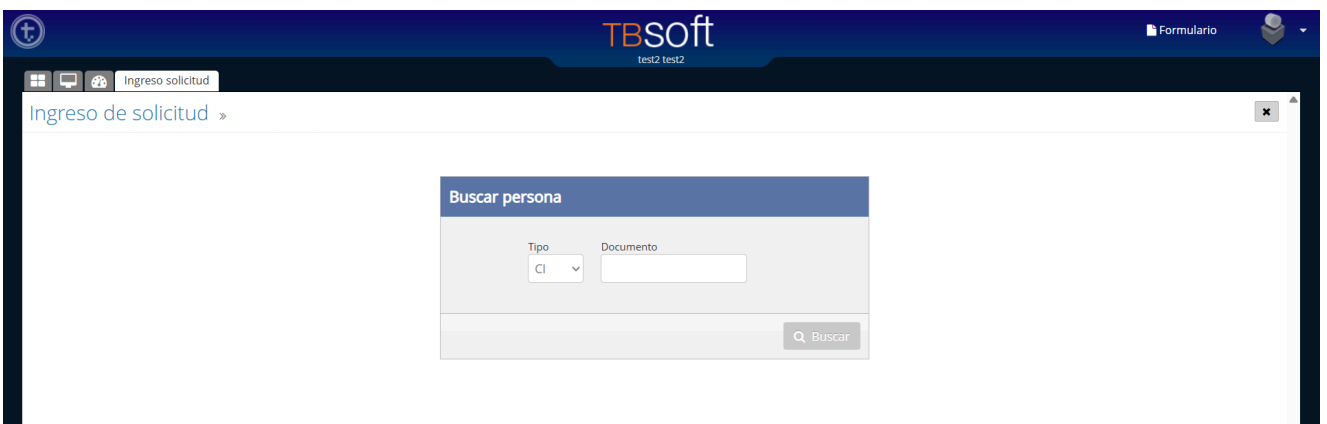 TBsoft
Formulario
test2 test2
Ingreso solicitud
Ingreso de solicitud »
Buscar persona
Tipo Documento
CI
Buscar